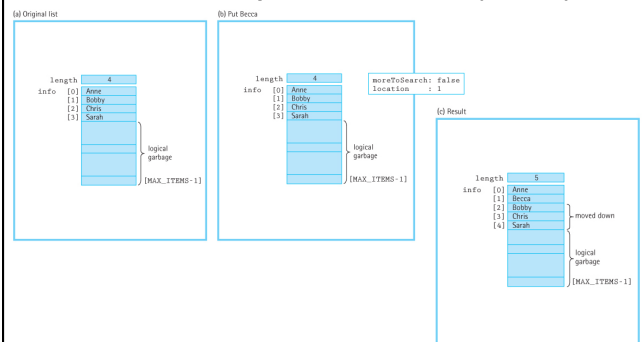 (a) Original list
length 4
info [0] Anne
[1] Bobby
[2] Chris
[3] Sarah
logical
garbage
[MAX_ITEMS-1]
(b) Put Becca
length 4
info [0] Anne
[1] Bobby
[2] Chris
[3] Sarah
logical
garbage
[MAX_ITEMS-1]
moreToSearch: false
location : 1
(c) Result
length 5
info [0] Anne
[1] Becca
[2] Bobby
[3] Chris
[4] Sarah
moved down
logical
garbage
[MAX_ITEMS-1]